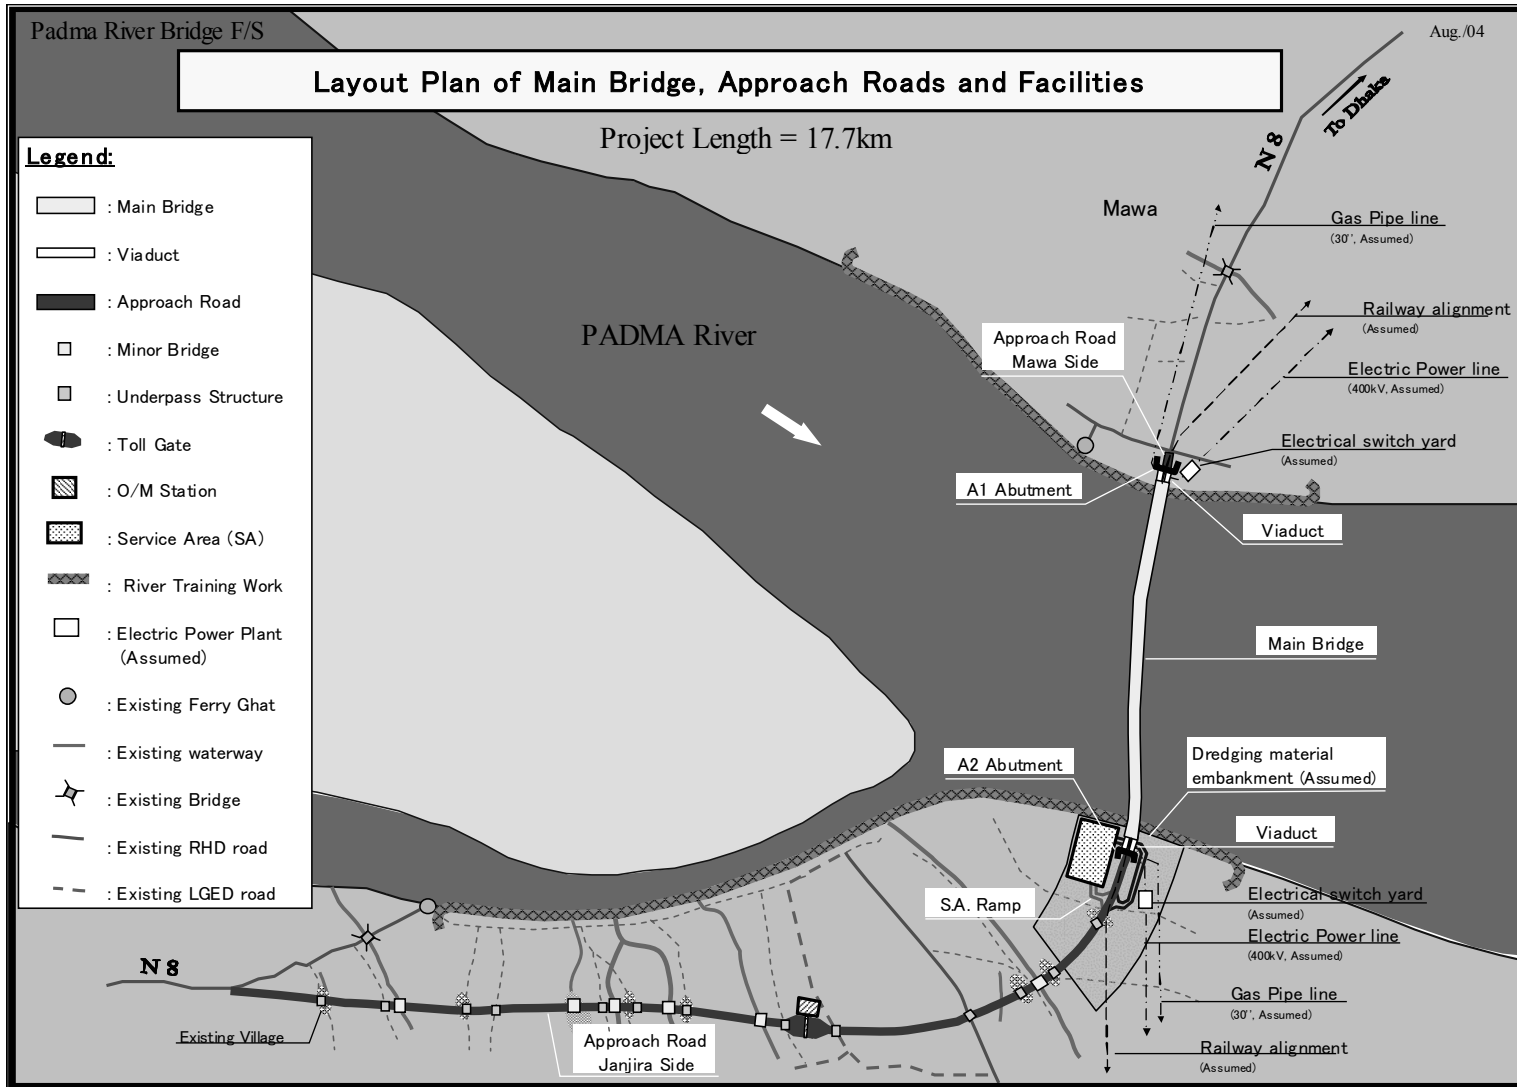 Padma River Bridge F/S
Aug./04
Layout Plan of Main Bridge, Approach Roads and Facilities
Project Length = 17.7km
Legend:
: Main Bridge
: Viaduct
: Approach Road
: Minor Bridge
: Underpass Structure
: Toll Gate
: O/M Station
: Service Area (SA)
: River Training Work
: Electric Power Plant
(Assumed)
: Existing Ferry Ghat
: Existing waterway
: Existing Bridge
: Existing RHD road
: Existing LGED road
To Dhaka
N 8
Mawa
Gas Pipe line
(30'', Assumed)
Railway alignment
(Assumed)
Electric Power line
(400kV, Assumed)
Electrical switch yard
(Assumed)
PADMA River
Approach Road
Mawa Side
A1 Abutment
Viaduct
Main Bridge
A2 Abutment
Dredging material
embankment (Assumed)
Viaduct
S.A. Ramp
Electrical switch yard
(Assumed)
Electric Power line
(400kV, Assumed)
Gas Pipe line
(30'', Assumed)
Railway alignment
(Assumed)
N 8
Existing Village
Approach Road
Janjira Side